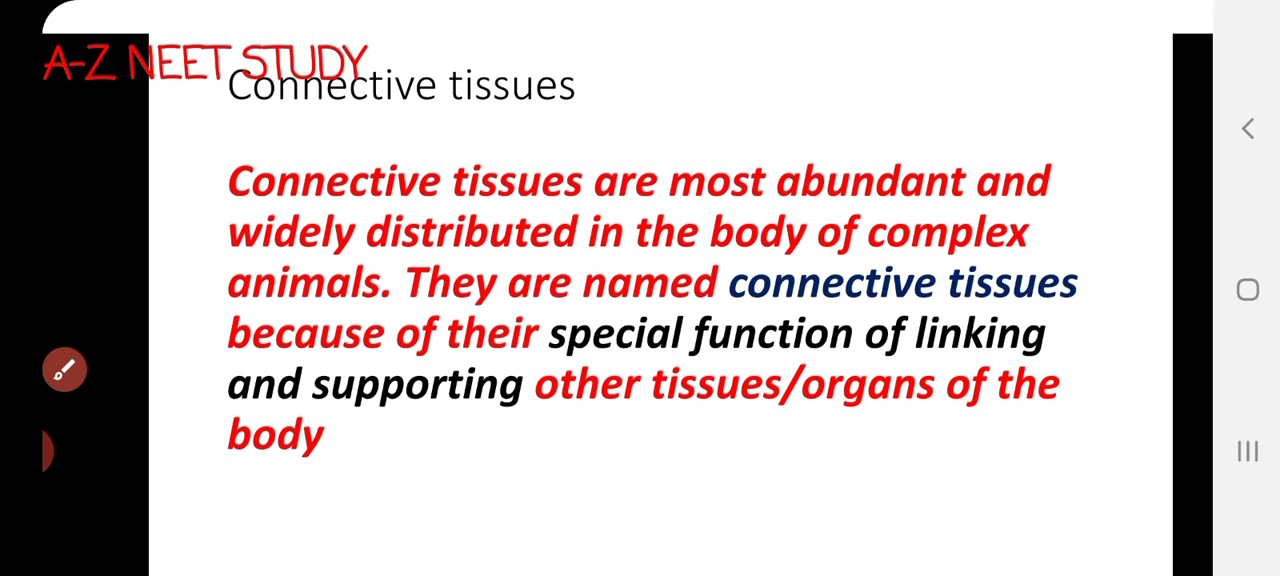 A-Z NEET STUDY
Connective tissues
Connective tissues are most abundant and
widely distributed in the body of complex
animals. They are named connective tissues
because of their special function of linking
and supporting other tissues/organs of the
body